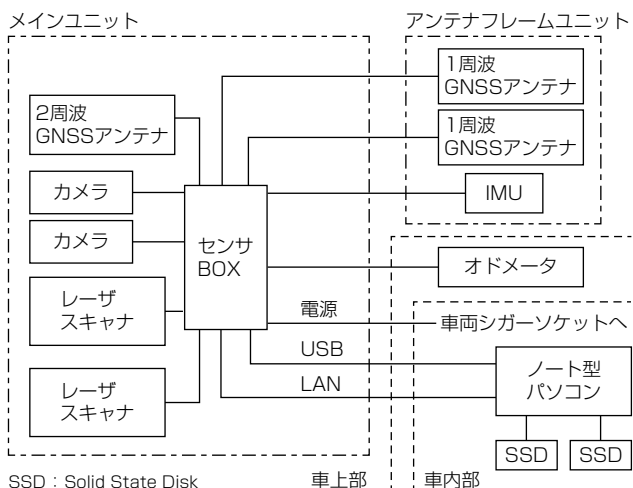 メインユニット
アンテナフレームユニット
2周波
GNSSアンテナ
1周波
GNSSアンテナ
1周波
GNSSアンテナ
カメラ
IMU
カメラ
センサ
BOX
オドメータ
レーザ
スキャナ
電源
車両シガーソケットへ
USB
ノート型
パソコン
LAN
レーザ
スキャナ
SSD
SSD
SSD：Solid State Disk
車上部
車内部